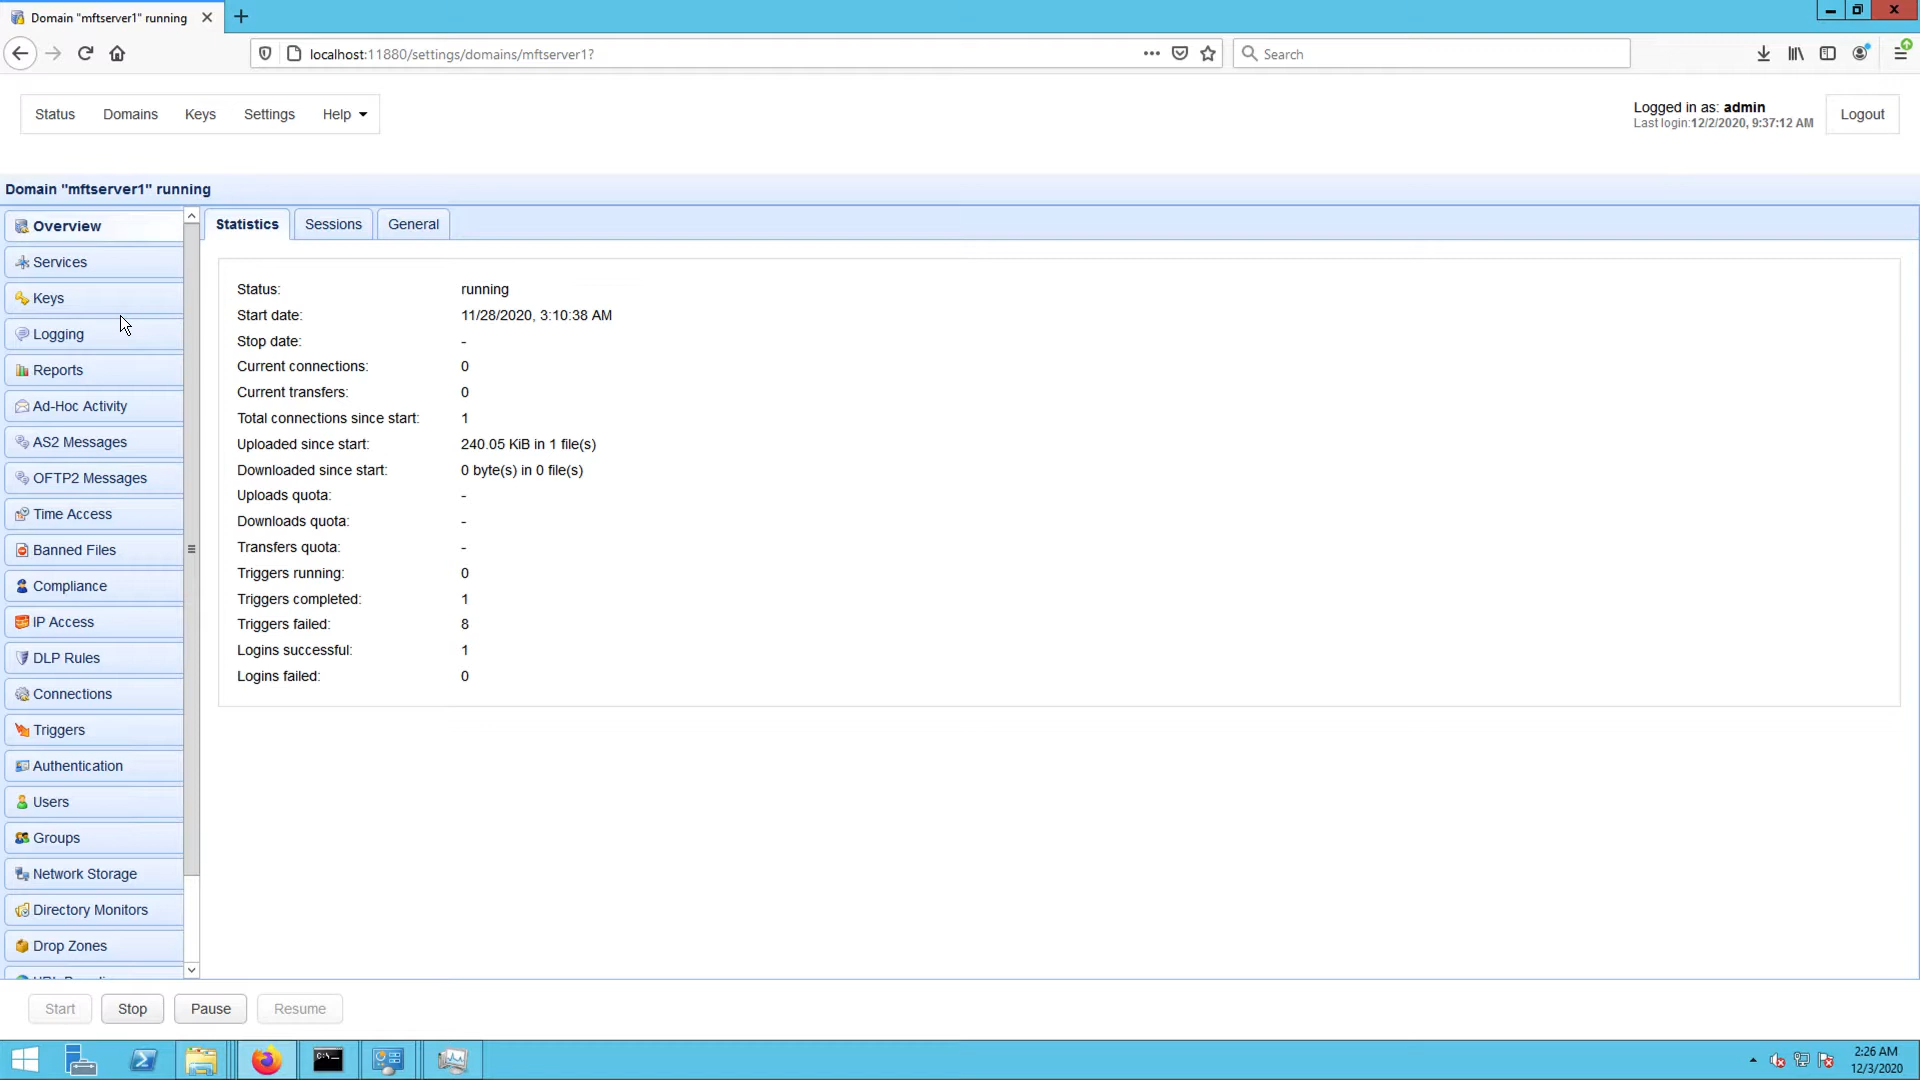 Domain "mftserver1" running
localhost:11880/settings/domains/mftserver1?
Search
Status Domains Keys Settings Help
Logged in as: admin
Last login:12/2/2020, 9:37:12 AM
Logout
Domain "mftserver1" running
Overview
Services
Keys
Logging
Reports
Ad-Hoc Activity
AS2 Messages
OFTP2 Messages
Time Access
Banned Files
Compliance
IP Access
DLP Rules
Connections
Triggers
Authentication
Users
Groups
Network Storage
Directory Monitors
Drop Zones
Statistics Sessions General
Status: running
Start date: 11/28/2020, 3:10:38 AM
Stop date: -
Current connections: 0
Current transfers: 0
Total connections since start: 1
Uploaded since start: 240.05 KiB in 1 file(s)
Downloaded since start: 0 byte(s) in 0 file(s)
Uploads quota: -
Downloads quota: -
Transfers quota: -
Triggers running: 0
Triggers completed: 1
Triggers failed: 8
Logins successful: 1
Logins failed: 0
Start Stop Pause Resume
2:26 AM
12/3/2020